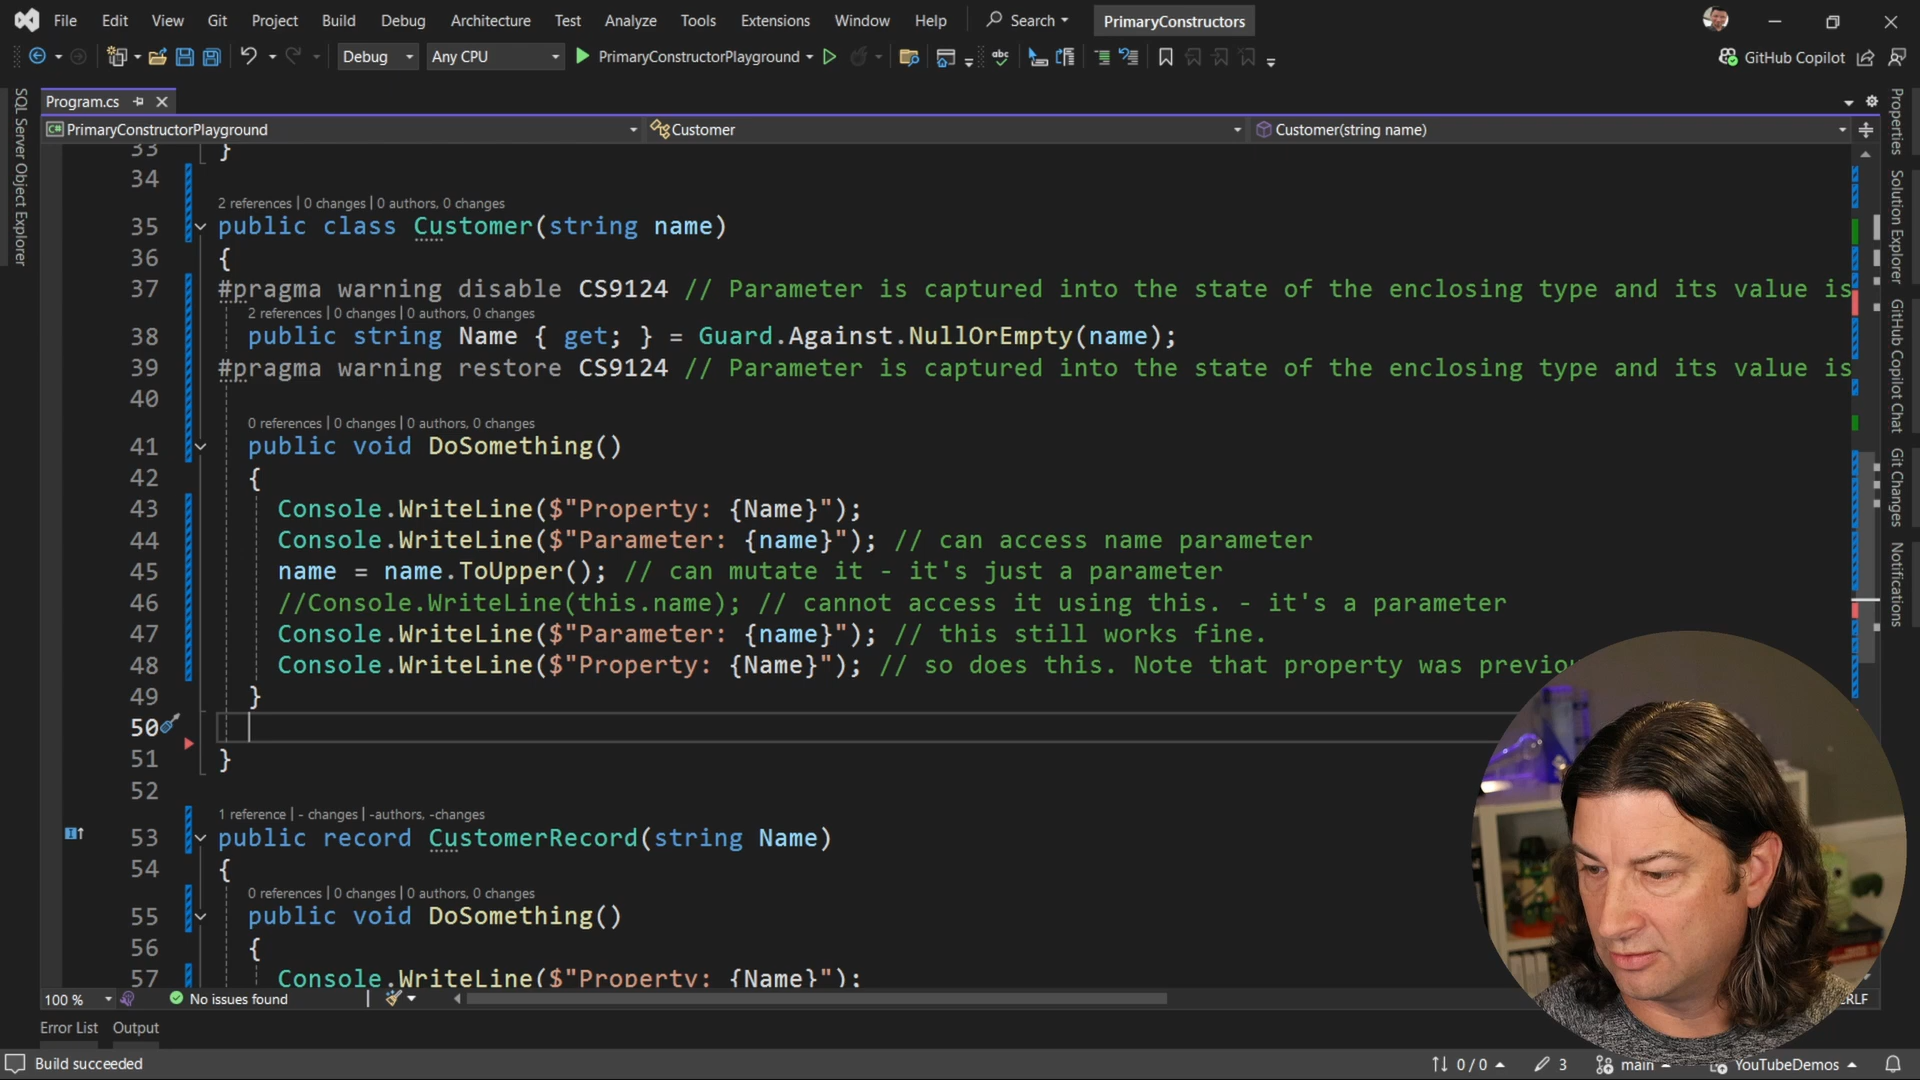 File Edit View Git Project Build Debug Architecture Test Analyze Tools Extensions Window Help Search PrimaryConstructors
Debug Any CPU PrimaryConstructorPlayground GitHub Copilot
SQL Server Object Explorer
Program.cs
PrimaryConstructorPlayground Customer Customer(string name)
33 }
34
2 references | 0 changes | 0 authors, 0 changes
35 public class Customer(string name)
36 {
37 #pragma warning disable CS9124 // Parameter is captured into the state of the enclosing type and its value is
2 references | 0 changes | 0 authors, 0 changes
38 public string Name { get; } = Guard.Against.NullOrEmpty(name);
39 #pragma warning restore CS9124 // Parameter is captured into the state of the enclosing type and its value is
40
0 references | 0 changes | 0 authors, 0 changes
41 public void DoSomething()
42 {
43 Console.WriteLine($"Property: {Name}");
44 Console.WriteLine($"Parameter: {name}"); // can access name parameter
45 name = name.ToUpper(); // can mutate it - it's just a parameter
46 //Console.WriteLine(this.name); // cannot access it using this. - it's a parameter
47 Console.WriteLine($"Parameter: {name}"); // this still works fine.
48 Console.WriteLine($"Property: {Name}"); // so does this. Note that property was previou
49 }
50
51 }
52
1 reference | - changes | -authors, -changes
53 public record CustomerRecord(string Name)
54 {
0 references | 0 changes | 0 authors, 0 changes
55 public void DoSomething()
56 {
57 Console.WriteLine($"Property: {Name}");
100 % No issues found
Error List Output
Build succeeded 0 / 0 3 main YouTubeDemos
Properties
Solution Explorer
GitHub Copilot Chat
Git Changes
Notifications